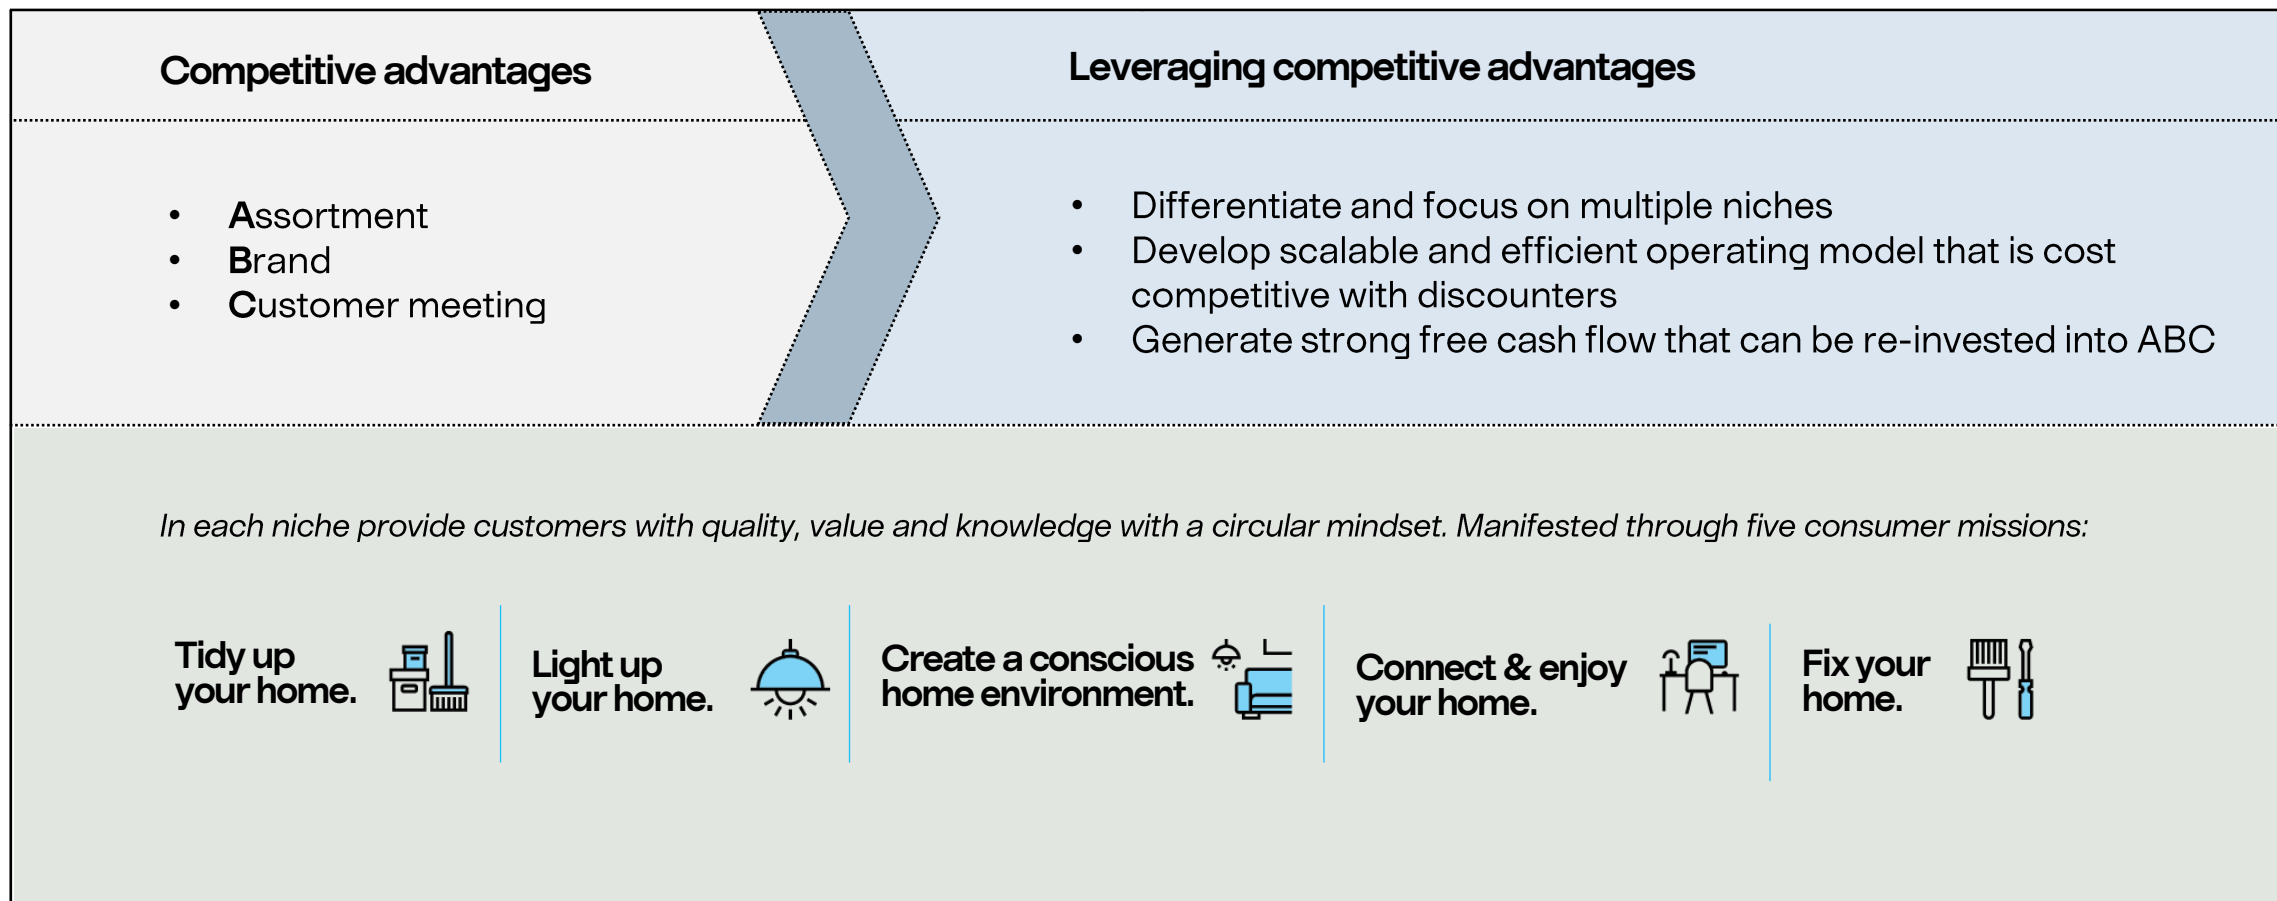 Competitive advantages
Leveraging competitive advantages
• Assortment
• Brand
• Customer meeting
• Differentiate and focus on multiple niches
• Develop scalable and efficient operating model that is cost
competitive with discounters
• Generate strong free cash flow that can be re-invested into ABC
In each niche provide customers with quality, value and knowledge with a circular mindset. Manifested through five consumer missions:
Tidy up
your home.
Light up
your home.
Create a conscious
home environment.
Connect & enjoy
your home.
Fix your
home.